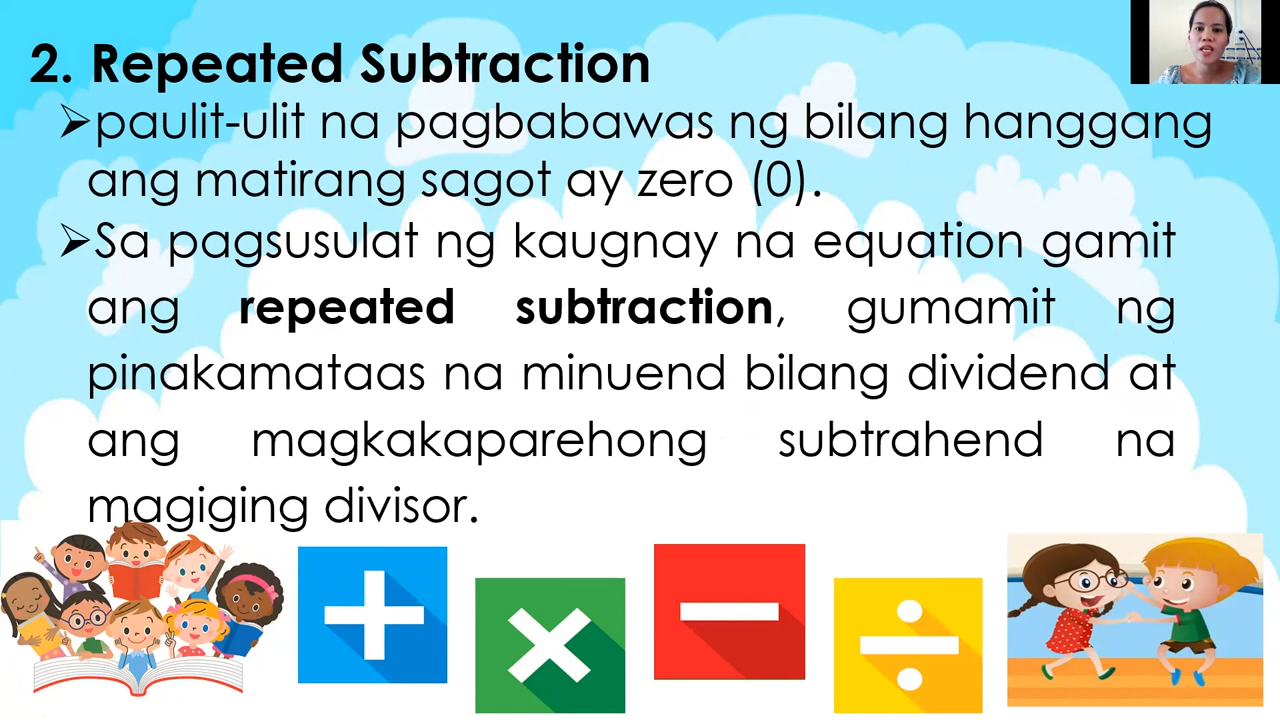 2. Repeated Subtraction
➢paulit-ulit na pagbabawas ng bilang hanggang
ang matirang sagot ay zero (0).
➢Sa pagsusulat ng kaugnay na equation gamit
ang repeated subtraction, gumamit ng
pinakamataas na minuend bilang dividend at
ang magkakaparehong subtrahend na
magiging divisor.